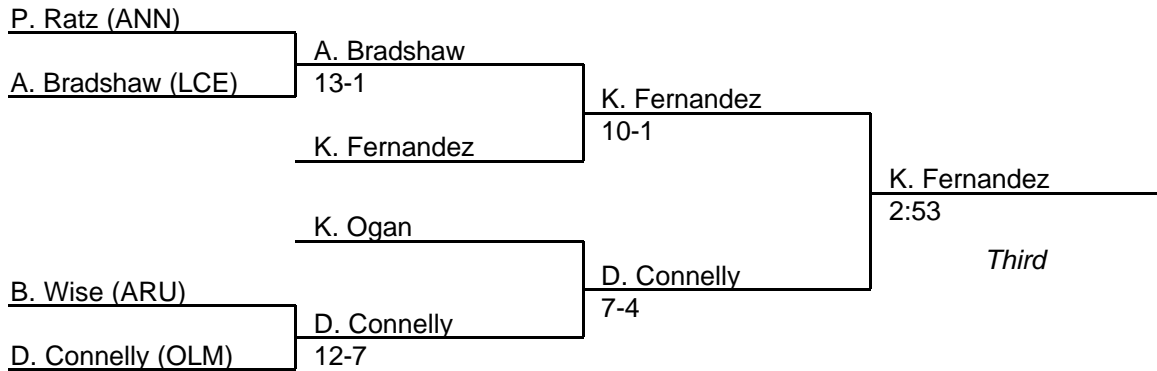 P. Ratz (ANN)
A. Bradshaw (LCE)
A. Bradshaw
13-1
K. Fernandez
K. Fernandez
10-1
K. Ogan
B. Wise (ARU)
D. Connelly (OLM)
D. Connelly
12-7
D. Connelly
7-4
K. Fernandez
2:53
Third